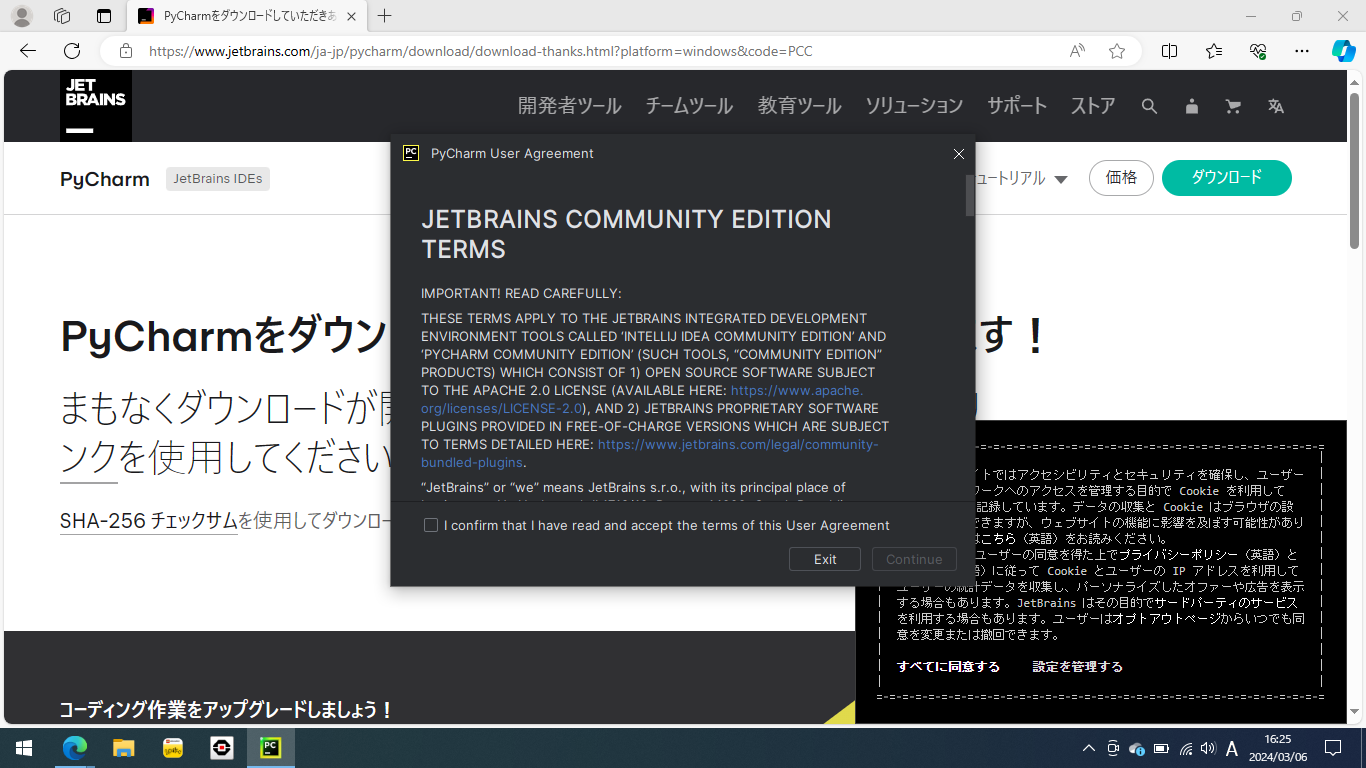 PyCharmをダウンロードしていただきあ
https://www.jetbrains.com/ja-jp/pycharm/download/download-thanks.html?platform=windows&code=PCC
JET
BRAINS
開発者ツール チームツール 教育ツール ソリューション サポート ストア
PyCharm JetBrains IDEs
ュートリアル 価格 ダウンロード
PyCharmをダウン
す！
まもなくダウンロードが
ンクを使用してください
SHA-256 チェックサムを使用してダウンロー
コーディング作業をアップグレードしましょう！
PC PyCharm User Agreement
JETBRAINS COMMUNITY EDITION
TERMS
IMPORTANT! READ CAREFULLY:
THESE TERMS APPLY TO THE JETBRAINS INTEGRATED DEVELOPMENT
ENVIRONMENT TOOLS CALLED ‘INTELLIJ IDEA COMMUNITY EDITION’ AND
‘PYCHARM COMMUNITY EDITION’ (SUCH TOOLS, “COMMUNITY EDITION”
PRODUCTS) WHICH CONSIST OF 1) OPEN SOURCE SOFTWARE SUBJECT
TO THE APACHE 2.0 LICENSE (AVAILABLE HERE: https://www.apache.
org/licenses/LICENSE-2.0), AND 2) JETBRAINS PROPRIETARY SOFTWARE
PLUGINS PROVIDED IN FREE-OF-CHARGE VERSIONS WHICH ARE SUBJECT
TO TERMS DETAILED HERE: https://www.jetbrains.com/legal/community-
bundled-plugins.
“JetBrains” or “we” means JetBrains s.r.o., with its principal place of
I confirm that I have read and accept the terms of this User Agreement
Exit Continue
イトではアクセシビリティとセキュリティを確保し、ユーザー
ワークへのアクセスを管理する目的で Cookie を利用して
記録しています。データの収集と Cookie はブラウザの設
できますが、ウェブサイトの機能に影響を及ぼす可能性があり
はこちら（英語）をお読みください。
ユーザーの同意を得た上でプライバシーポリシー（英語）と
語）に従って Cookie とユーザーの IP アドレスを利用して
ユーザーの統計データを収集し、パーソナライズしたオファーや広告を表示
する場合もあります。JetBrains はその目的でサードパーティのサービス
を利用する場合もあります。ユーザーはオプトアウトページからいつでも同
意を変更または撤回できます。
すべてに同意する 設定を管理する
PC
A
16:25
2024/03/06